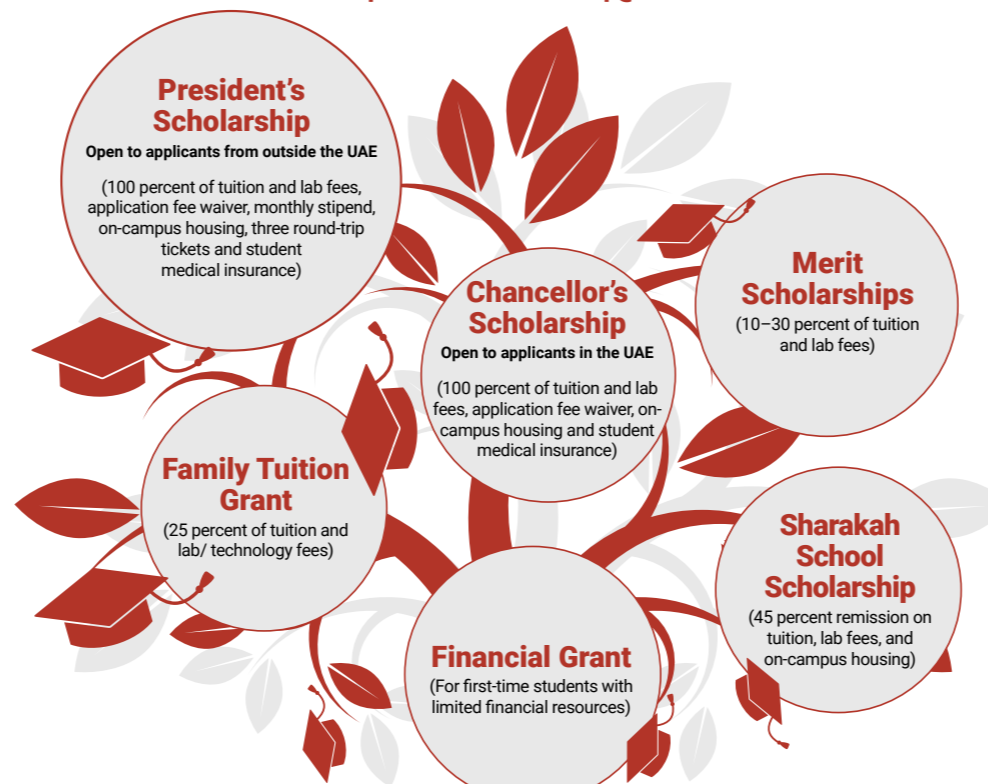 President's
Scholarship
Open to applicants from outside the UAE
(100 percent of tuition and lab fees,
application fee waiver, monthly stipend,
on-campus housing, three round-trip
tickets and student
medical insurance)
Chancellor's
Scholarship
Open to applicants in the UAE
(100 percent of tuition and lab
fees, application fee waiver, on-
campus housing and student
medical insurance)
Merit
Scholarships
(10–30 percent of tuition
and lab fees)
Family Tuition
Grant
(25 percent of tuition and
lab/ technology fees)
Sharakah
School
Scholarship
(45 percent remission on
tuition, lab fees, and
on-campus housing)
Financial Grant
(For first-time students with
limited financial resources)